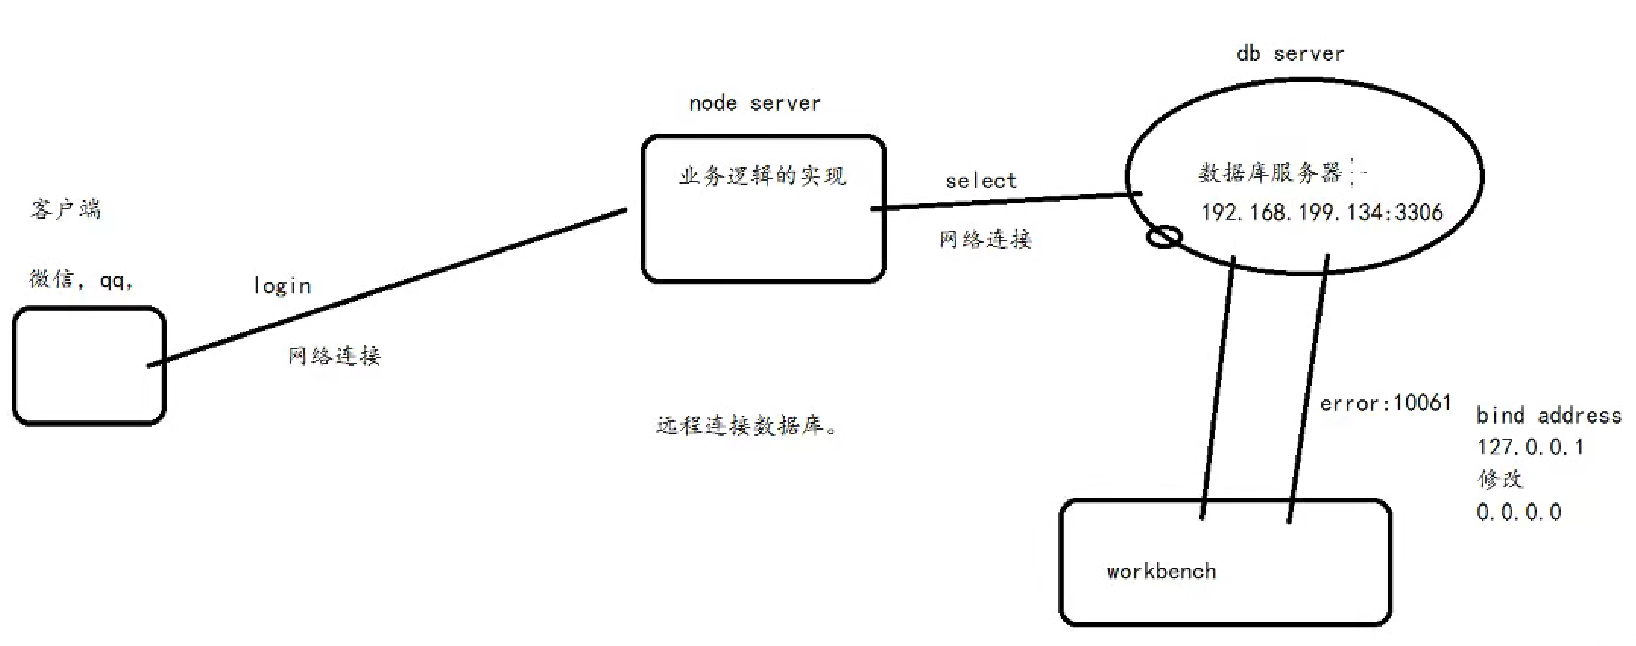 db server
node server
业务逻辑的实现
数据库服务器
192.168.199.134:3306
select
网络连接
客户端
微信，qq，
login
网络连接
远程连接数据库。
error:10061
bind address
127.0.0.1
修改
0.0.0.0
workbench